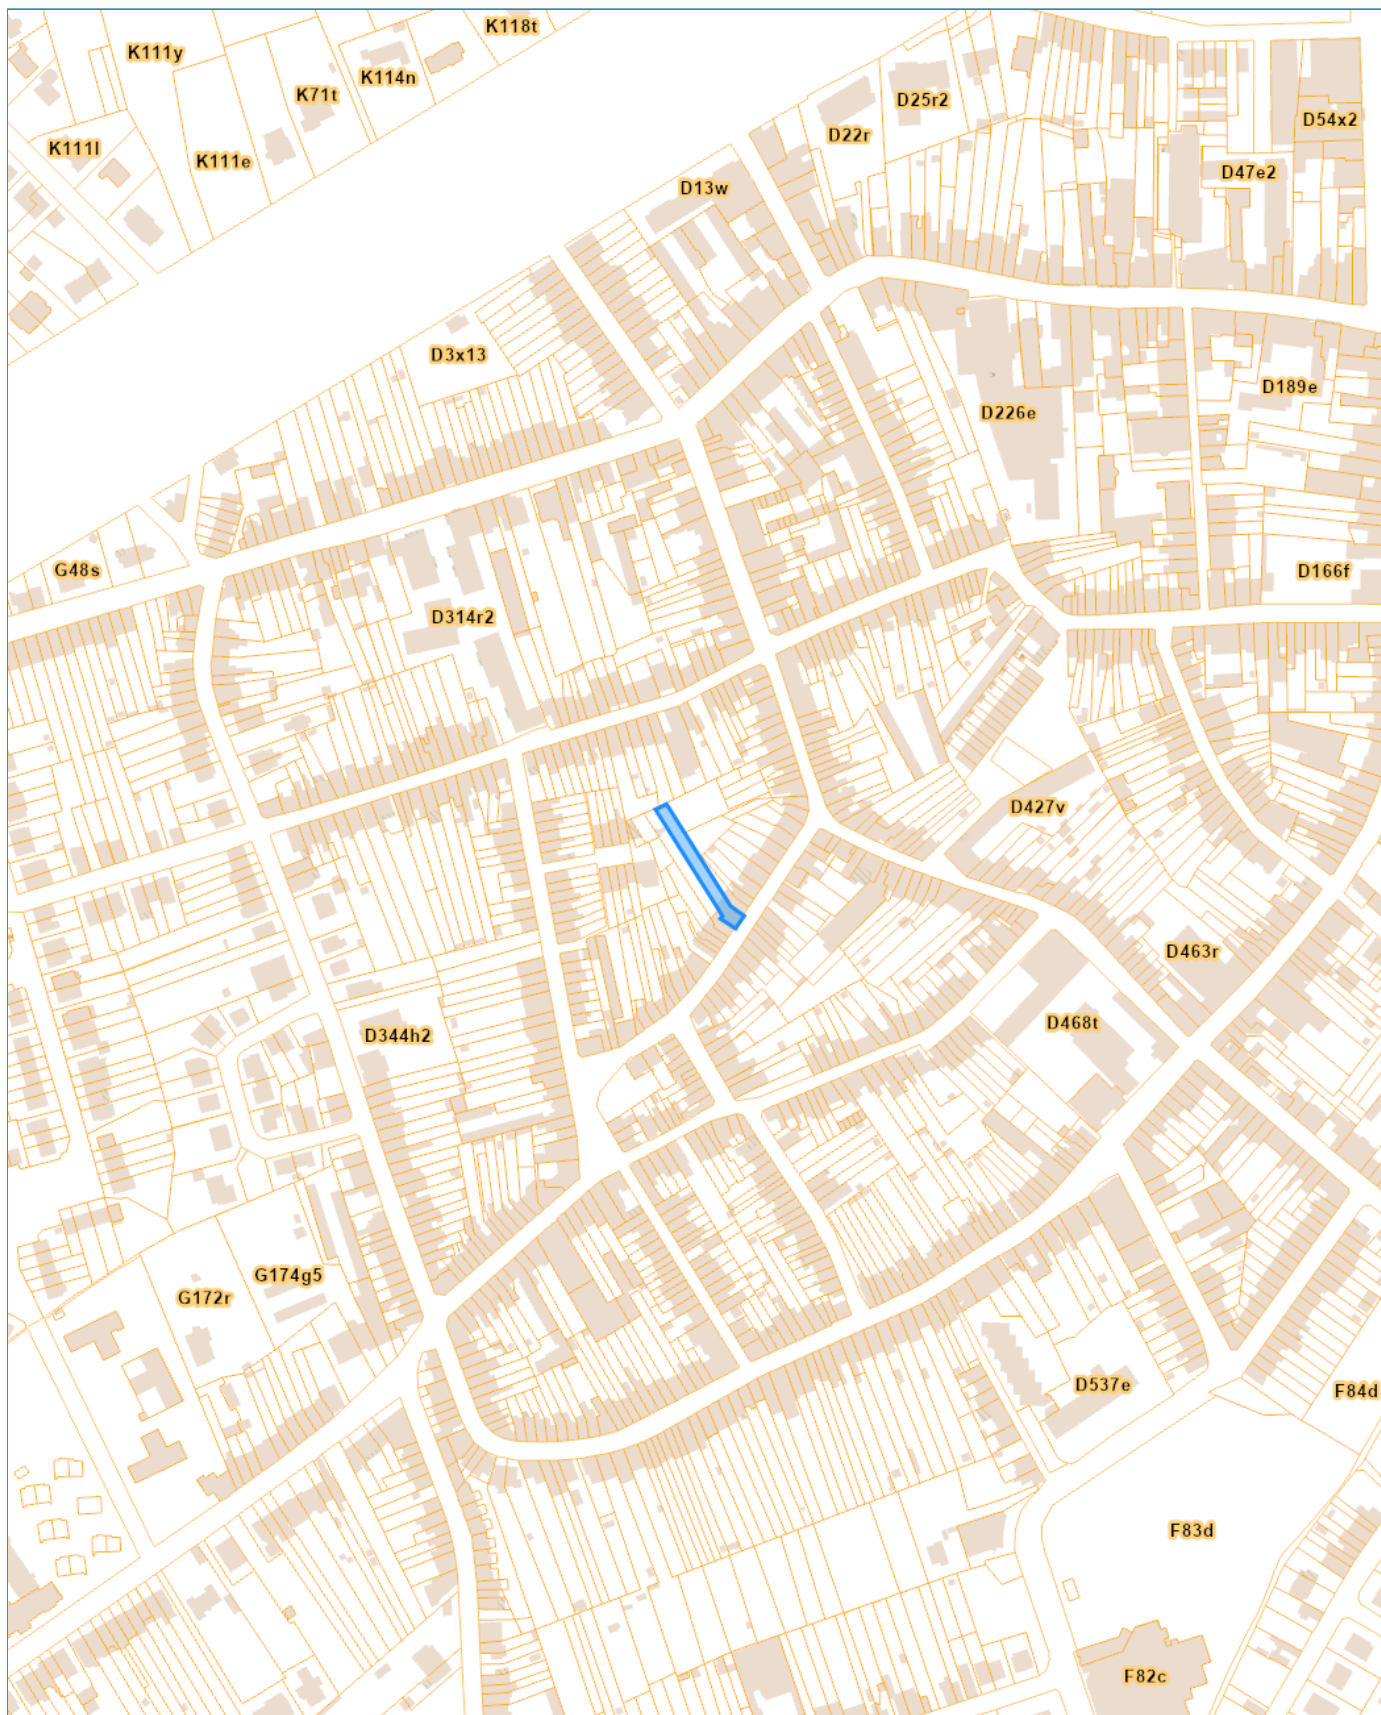 K118t
K111y
K114n
K71t
D25r2
D54x2
D22r
K111l
K111e
D47e2
D13w
D3x13
D189e
D226e
G48s
D166f
D314r2
D427v
D463r
D468t
D344h2
G174g5
G172r
D537e
F84d
F83d
F82c